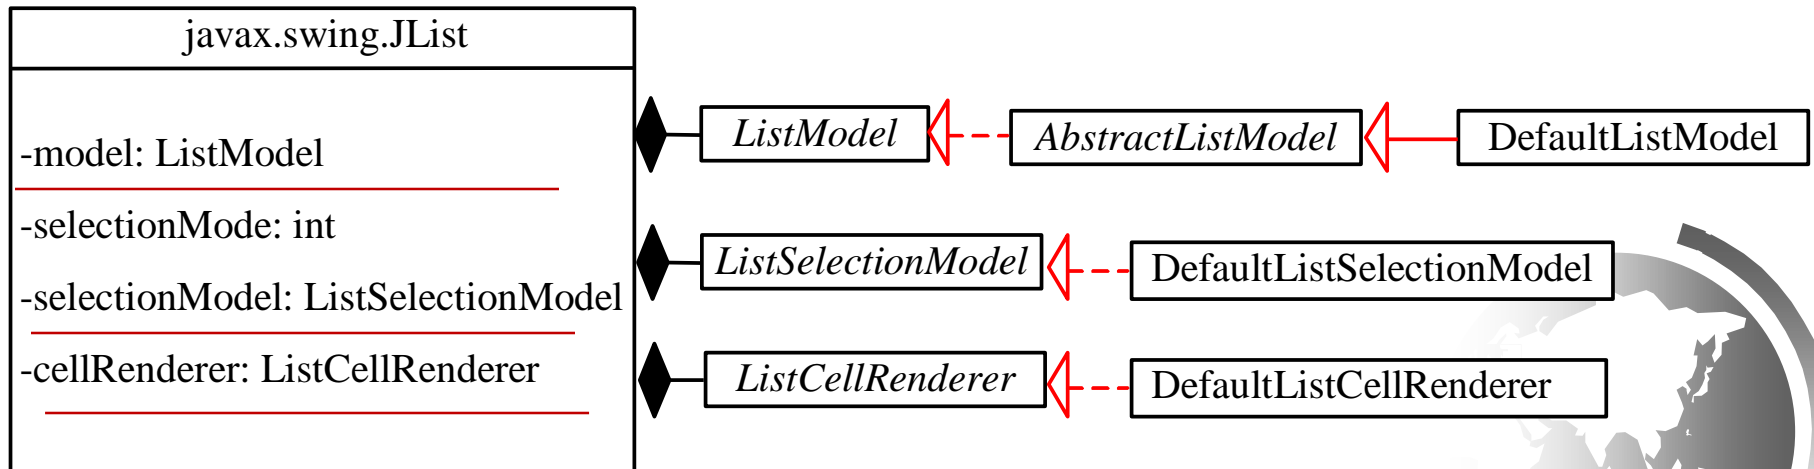 javax.swing.JList
-model: ListModel
-selectionMode: int
-selectionModel: ListSelectionModel
-cellRenderer: ListCellRenderer
ListModel
AbstractListModel
DefaultListModel
ListSelectionModel
DefaultListSelectionModel
ListCellRenderer
DefaultListCellRenderer